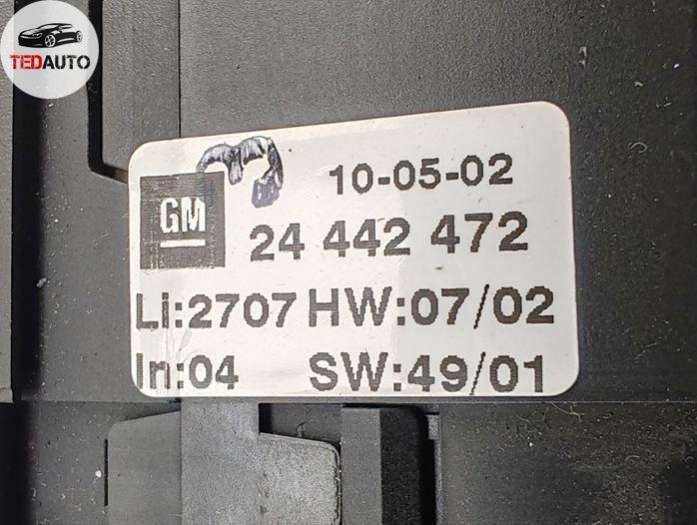 TEDAUTO
10-05-02
GM
24 442 472
Li:2707 HW:07/02
In:04 SW:49/01